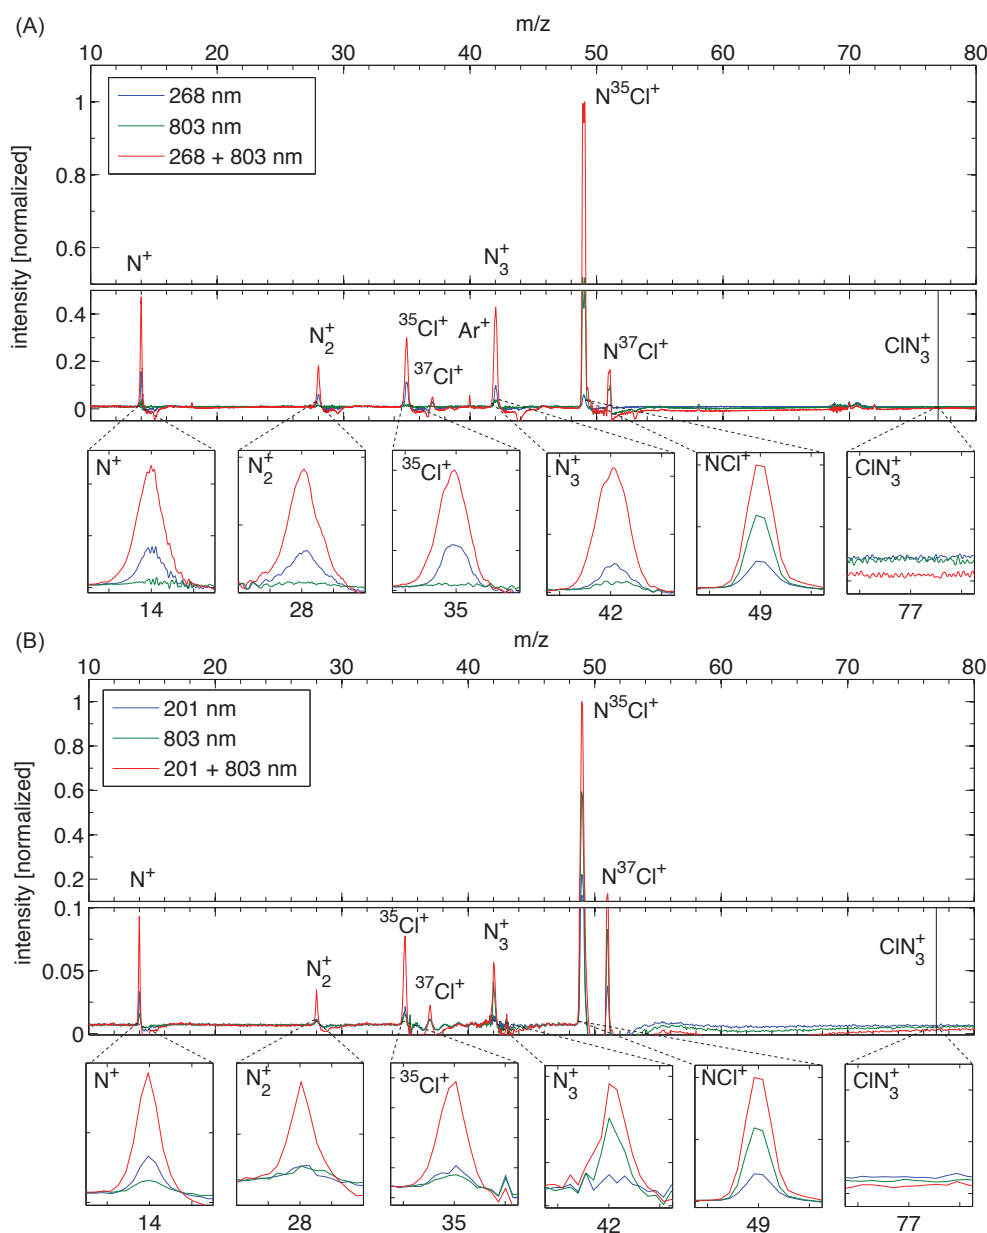 (A)
m/z
10 20 30 40 50 60 70 80
268 nm
803 nm
268 + 803 nm
N³⁵Cl⁺
1
0.8
0.6
intensity [normalized]
N⁺
N₃⁺
0.4
0.2
0
N₂⁺
³⁵Cl⁺
Ar⁺
³⁷Cl⁺
N³⁷Cl⁺
ClN₃⁺
N⁺ N₂⁺ ³⁵Cl⁺ N₃⁺ NCl⁺ ClN₃⁺
14 28 35 42 49 77
(B)
m/z
10 20 30 40 50 60 70 80
201 nm
803 nm
201 + 803 nm
N³⁵Cl⁺
1
0.8
0.6
0.4
0.2
intensity [normalized]
N⁺
N³⁷Cl⁺
0.1
0.05
0
N₂⁺
³⁵Cl⁺
³⁷Cl⁺
N₃⁺
ClN₃⁺
N⁺ N₂⁺ ³⁵Cl⁺ N₃⁺ NCl⁺ ClN₃⁺
14 28 35 42 49 77